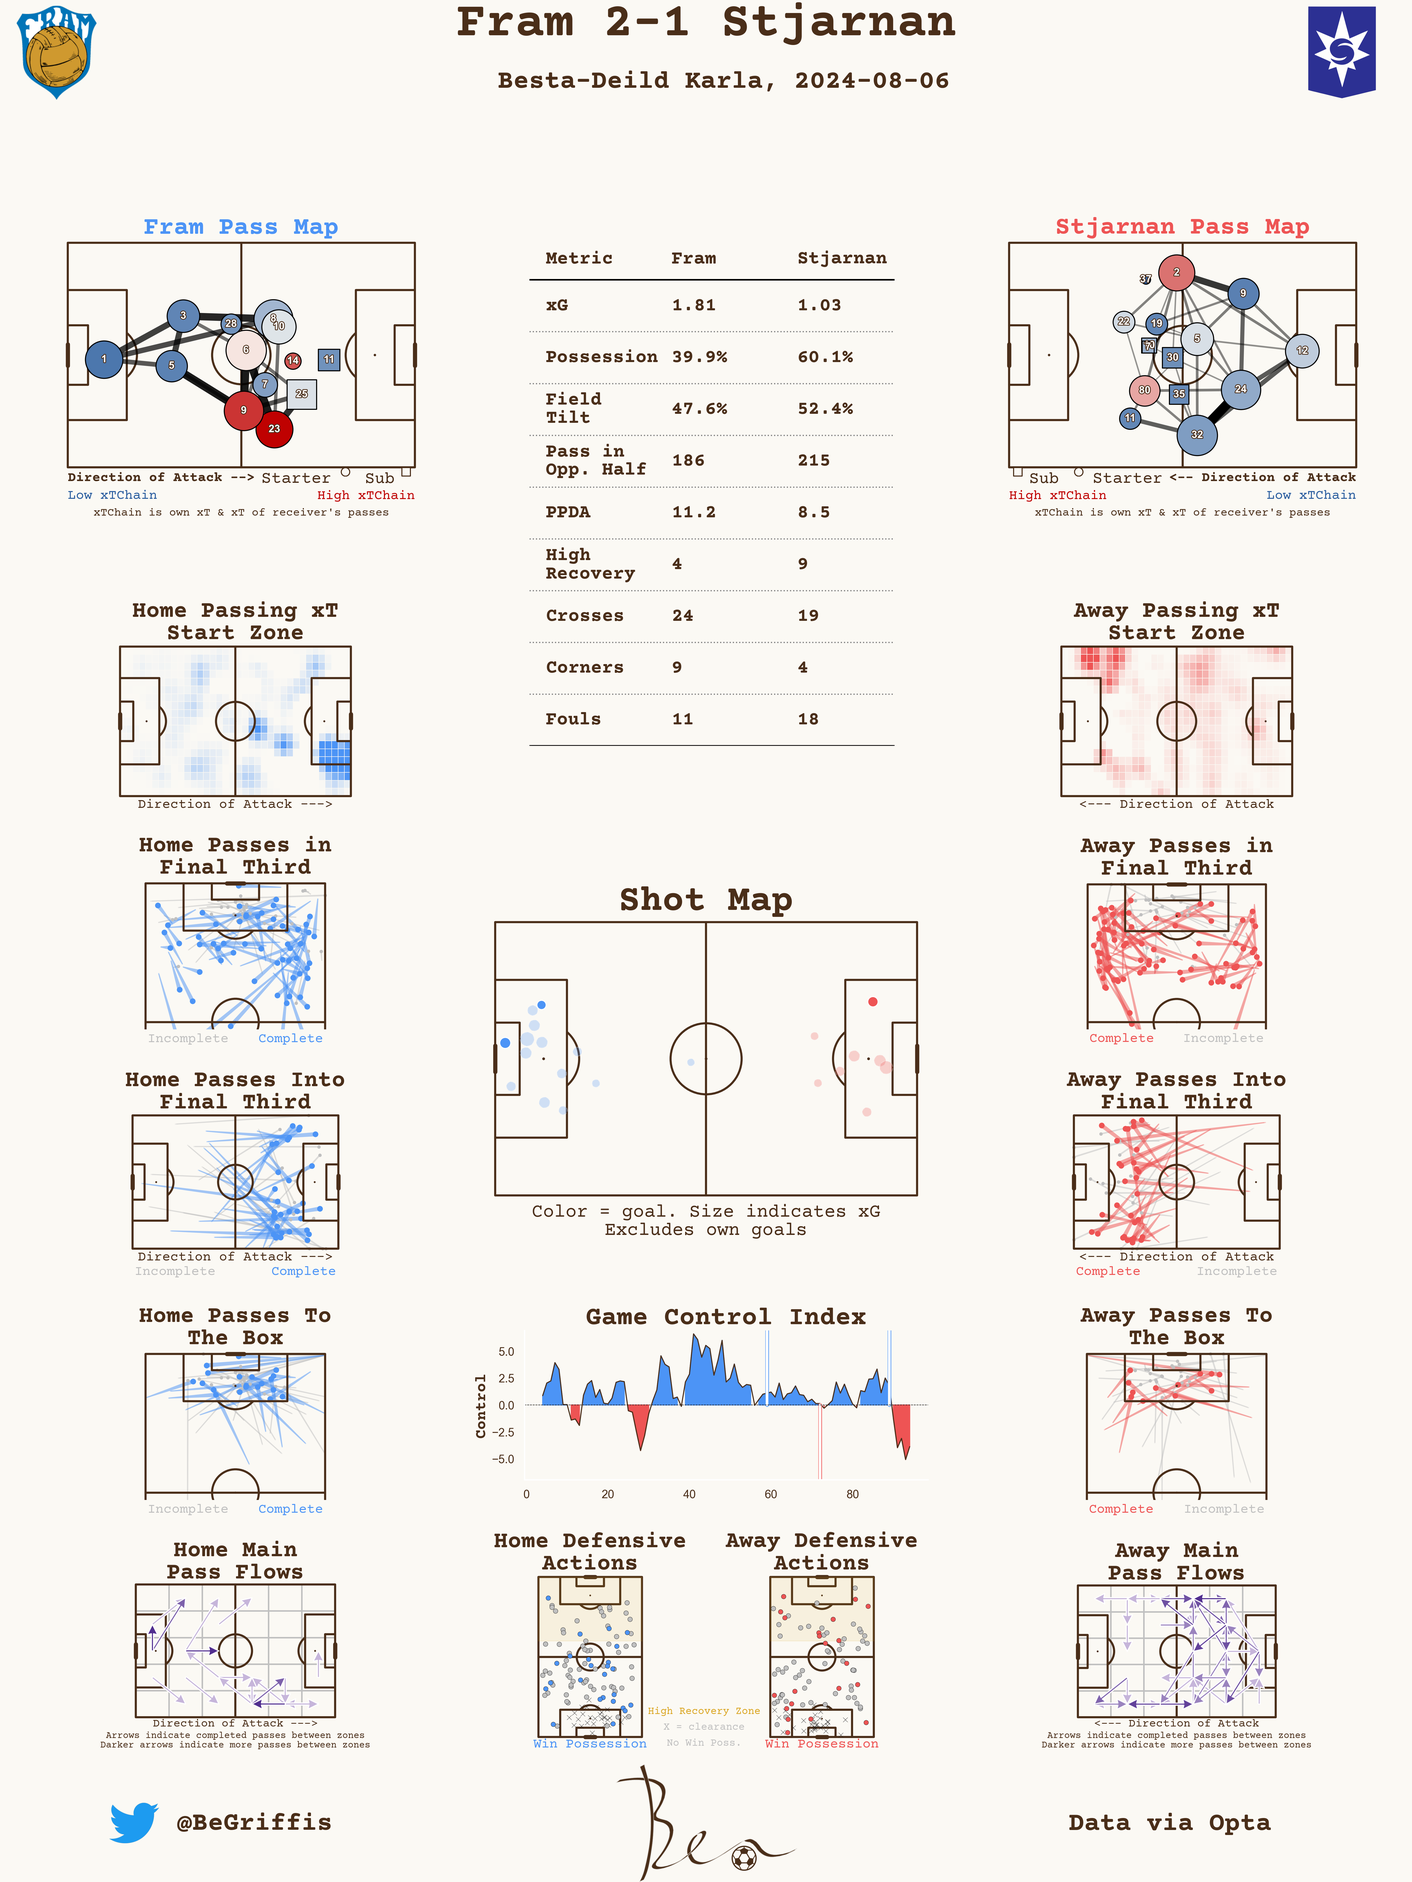 FRAM
Fram 2-1 Stjarnan
Besta-Deild Karla, 2024-08-06
Fram Pass Map
3
28
8
10
1
5
6
14
11
7
25
9
23
Direction of Attack --> Starter Sub
Low xTChain High xTChain
xTChain is own xT & xT of receiver's passes
Metric Fram Stjarnan
xG 1.81 1.03
Possession 39.9% 60.1%
Field
Tilt 47.6% 52.4%
Pass in
Opp. Half 186 215
PPDA 11.2 8.5
High
Recovery 4 9
Crosses 24 19
Corners 9 4
Fouls 11 18
Stjarnan Pass Map
37
2
9
22
19
5
30
12
80
35
24
11
32
Sub Starter <-- Direction of Attack
High xTChain Low xTChain
xTChain is own xT & xT of receiver's passes
Home Passing xT
Start Zone
Direction of Attack --->
Away Passing xT
Start Zone
<--- Direction of Attack
Home Passes in
Final Third
Incomplete Complete
Away Passes in
Final Third
Complete Incomplete
Shot Map
Color = goal. Size indicates xG
Excludes own goals
Home Passes Into
Final Third
Direction of Attack --->
Incomplete Complete
Away Passes Into
Final Third
<--- Direction of Attack
Complete Incomplete
Home Passes To
The Box
Incomplete Complete
Game Control Index
Control
5.0
2.5
0.0
−2.5
−5.0
0 20 40 60 80
Away Passes To
The Box
Complete Incomplete
Home Main
Pass Flows
Direction of Attack --->
Arrows indicate completed passes between zones
Darker arrows indicate more passes between zones
Home Defensive
Actions
Win Possession
High Recovery Zone
X = clearance
No Win Poss.
Away Defensive
Actions
Win Possession
Away Main
Pass Flows
<--- Direction of Attack
Arrows indicate completed passes between zones
Darker arrows indicate more passes between zones
@BeGriffis
Ben
Data via Opta